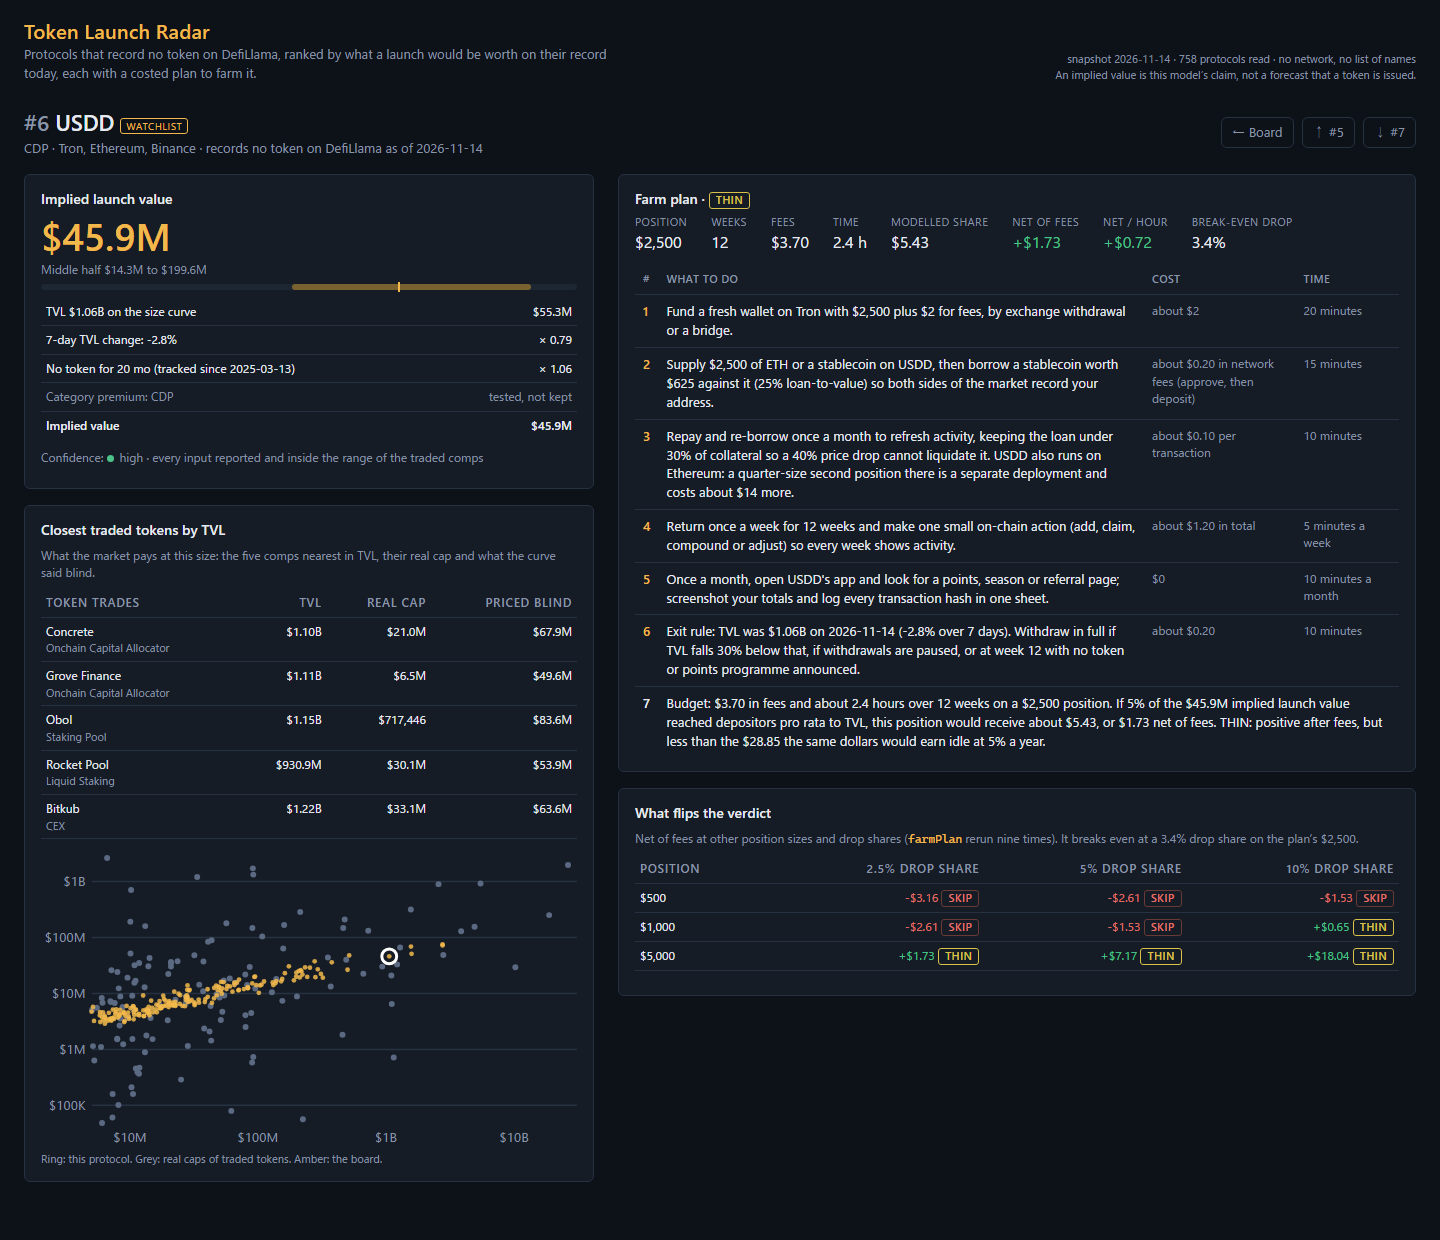 Token Launch Radar
Protocols that record no token on DefiLlama, ranked by what a launch would be worth on their record
today, each with a costed plan to farm it.
snapshot 2026-11-14 · 758 protocols read · no network, no list of names
An implied value is this model's claim, not a forecast that a token is issued.
#6 USDD WATCHLIST
CDP · Tron, Ethereum, Binance · records no token on DefiLlama as of 2026-11-14
← Board
↑ #5
↓ #7
Implied launch value
$45.9M
Middle half $14.3M to $199.6M
TVL $1.06B on the size curve $55.3M
7-day TVL change: -2.8% × 0.79
No token for 20 mo (tracked since 2025-03-13) × 1.06
Category premium: CDP tested, not kept
Implied value $45.9M
Confidence: high · every input reported and inside the range of the traded comps
Closest traded tokens by TVL
What the market pays at this size: the five comps nearest in TVL, their real cap and what the curve
said blind.
TOKEN TRADES TVL REAL CAP PRICED BLIND
Concrete $1.10B $21.0M $67.9M
Onchain Capital Allocator
Grove Finance $1.11B $6.5M $49.6M
Onchain Capital Allocator
Obol $1.15B $717,446 $83.6M
Staking Pool
Rocket Pool $930.9M $30.1M $53.9M
Liquid Staking
Bitkub $1.22B $33.1M $63.6M
CEX
$1B
$100M
$10M
$1M
$100K
$10M $100M $1B $10B
Ring: this protocol. Grey: real caps of traded tokens. Amber: the board.
Farm plan · THIN
POSITION WEEKS FEES TIME MODELLED SHARE NET OF FEES NET / HOUR BREAK-EVEN DROP
$2,500 12 $3.70 2.4 h $5.43 +$1.73 +$0.72 3.4%
# WHAT TO DO COST TIME
1 Fund a fresh wallet on Tron with $2,500 plus $2 for fees, by exchange withdrawal about $2 20 minutes
or a bridge.
2 Supply $2,500 of ETH or a stablecoin on USDD, then borrow a stablecoin worth about $0.20 in network 15 minutes
$625 against it (25% loan-to-value) so both sides of the market record your fees (approve, then
address. deposit)
3 Repay and re-borrow once a month to refresh activity, keeping the loan under about $0.10 per 10 minutes
30% of collateral so a 40% price drop cannot liquidate it. USDD also runs on transaction
Ethereum: a quarter-size second position there is a separate deployment and
costs about $14 more.
4 Return once a week for 12 weeks and make one small on-chain action (add, claim, about $1.20 in total 5 minutes a
compound or adjust) so every week shows activity. week
5 Once a month, open USDD's app and look for a points, season or referral page; $0 10 minutes a
screenshot your totals and log every transaction hash in one sheet. month
6 Exit rule: TVL was $1.06B on 2026-11-14 (-2.8% over 7 days). Withdraw in full if about $0.20 10 minutes
TVL falls 30% below that, if withdrawals are paused, or at week 12 with no token
or points programme announced.
7 Budget: $3.70 in fees and about 2.4 hours over 12 weeks on a $2,500 position. If 5% of the $45.9M implied launch value
reached depositors pro rata to TVL, this position would receive about $5.43, or $1.73 net of fees. THIN: positive after fees, but
less than the $28.85 the same dollars would earn idle at 5% a year.
What flips the verdict
Net of fees at other position sizes and drop shares (farmPlan rerun nine times). It breaks even at a 3.4% drop share on the plan's $2,500.
POSITION 2.5% DROP SHARE 5% DROP SHARE 10% DROP SHARE
$500 -$3.16 SKIP -$2.61 SKIP -$1.53 SKIP
$1,000 -$2.61 SKIP -$1.53 SKIP +$0.65 THIN
$5,000 +$1.73 THIN +$7.17 THIN +$18.04 THIN